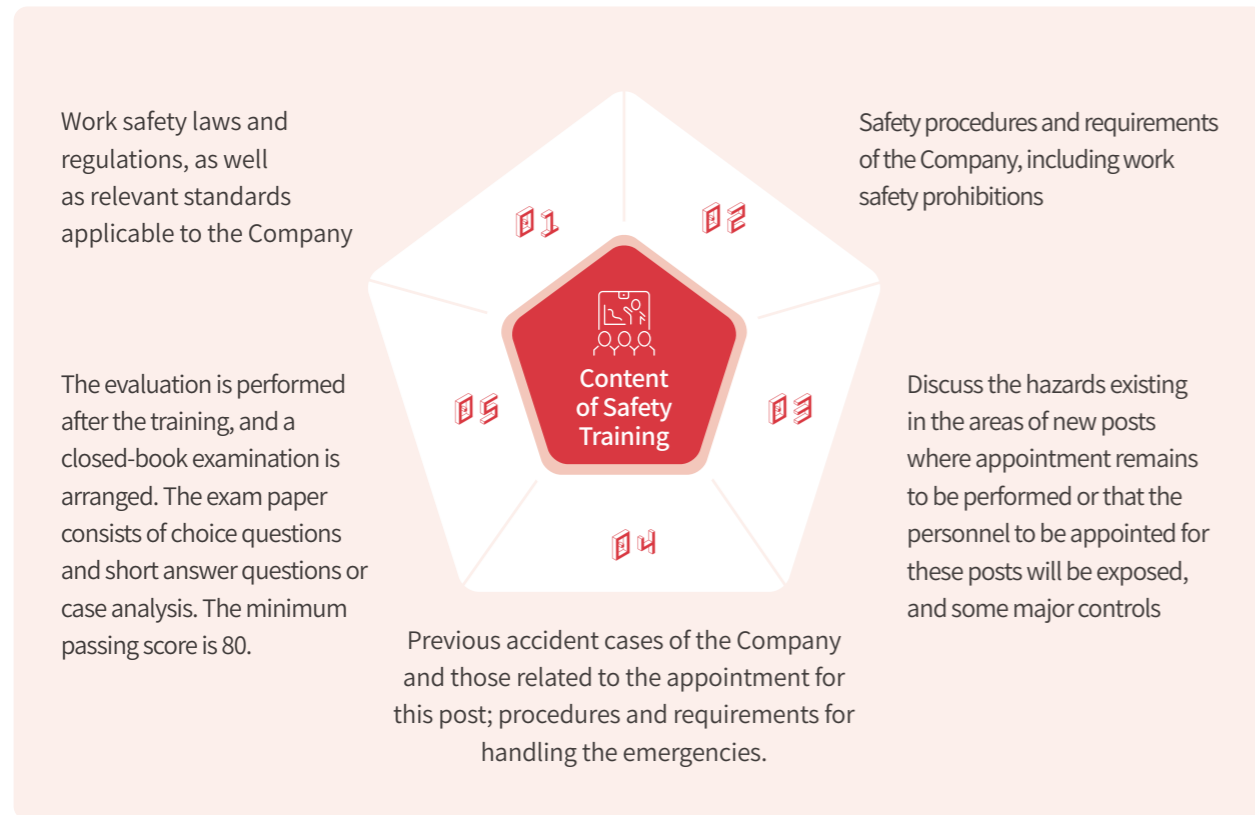 Work safety laws and
regulations, as well
as relevant standards
applicable to the Company
01
02
Safety procedures and requirements
of the Company, including work
safety prohibitions
Content
of Safety
Training
03
Discuss the hazards existing
in the areas of new posts
where appointment remains
to be performed or that the
personnel to be appointed for
these posts will be exposed,
and some major controls
04
Previous accident cases of the Company
and those related to the appointment for
this post; procedures and requirements for
handling the emergencies.
05
The evaluation is performed
after the training, and a
closed-book examination is
arranged. The exam paper
consists of choice questions
and short answer questions or
case analysis. The minimum
passing score is 80.